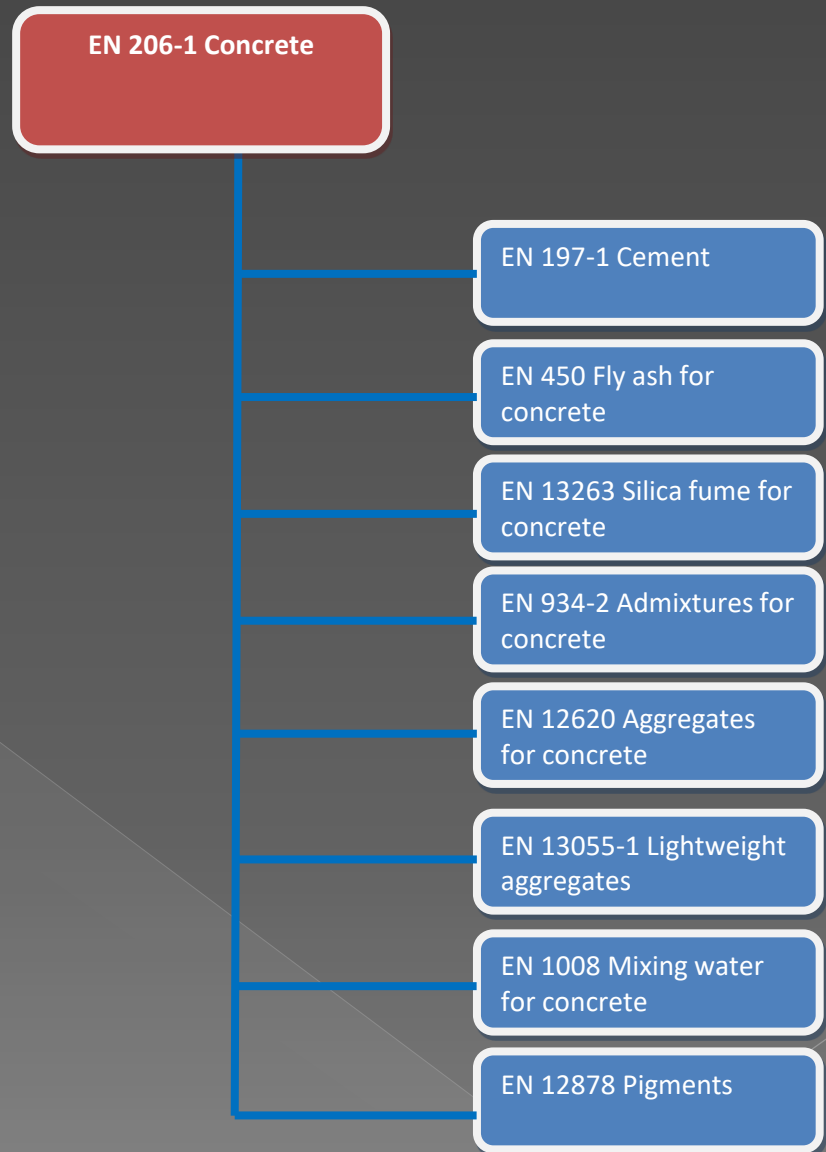 EN 206-1 Concrete
EN 197-1 Cement
EN 450 Fly ash for
concrete
EN 13263 Silica fume for
concrete
EN 934-2 Admixtures for
concrete
EN 12620 Aggregates
for concrete
EN 13055-1 Lightweight
aggregates
EN 1008 Mixing water
for concrete
EN 12878 Pigments